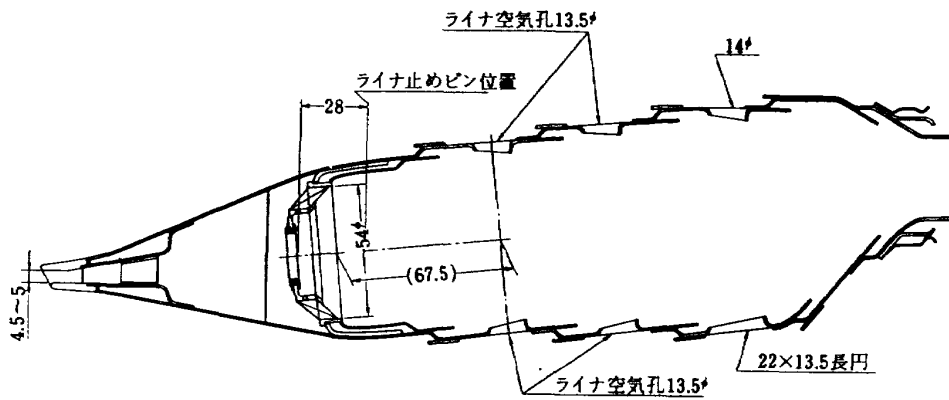 ライナ空気孔13.5φ
14φ
ライナ止めピン位置
28
54φ
(67.5)
4.5~5
22×13.5長円
ライナ空気孔13.5φ